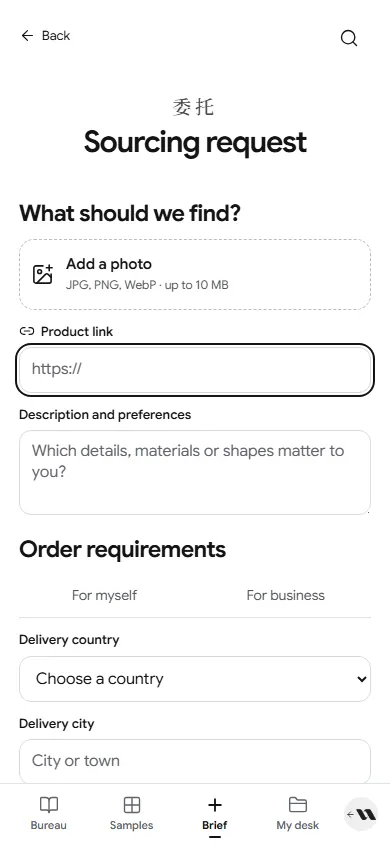 Back
委托
Sourcing request
What should we find?
Add a photo
JPG, PNG, WebP · up to 10 MB
Product link
https://
Description and preferences
Which details, materials or shapes matter to
you?
Order requirements
For myself
For business
Delivery country
Choose a country
Delivery city
City or town
Bureau
Samples
Brief
My desk